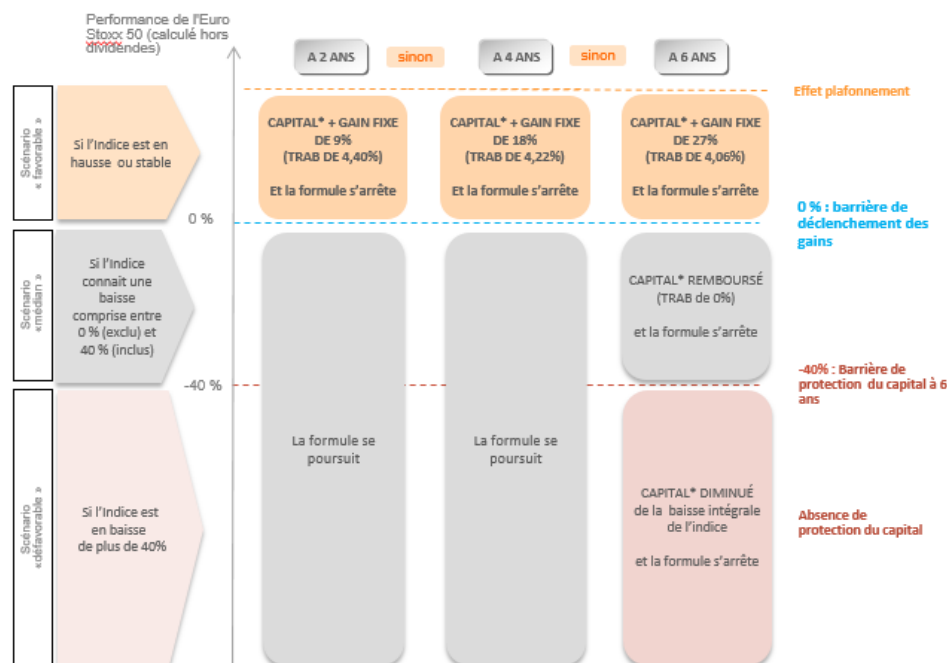 Performance de l'Euro
Stoxx 50 (calculé hors
dividendes)
A 2 ANS
sinon
A 4 ANS
sinon
A 6 ANS
Effet plafonnement
Scénario
« favorable »
Si l'Indice est en
hausse ou stable
CAPITAL* + GAIN FIXE
DE 9%
(TRAB DE 4,40%)
Et la formule s'arrête
CAPITAL* + GAIN FIXE
DE 18%
(TRAB DE 4,22%)
Et la formule s'arrête
CAPITAL* + GAIN FIXE
DE 27%
(TRAB DE 4,06%)
Et la formule s'arrête
0 %
0 % : barrière de
déclenchement des
gains
Scénario
«médian »
Si l'Indice
connait une
baisse
comprise entre
0 % (exclu) et
40 % (inclus)
CAPITAL* REMBOURSÉ
(TRAB de 0%)
et la formule s'arrête
-40 %
-40% : Barrière de
protection du capital à 6
ans
Scénario
«défavorable »
Si l'Indice est
en baisse
de plus de 40%
La formule se
poursuit
La formule se
poursuit
CAPITAL* DIMINUÉ
de la baisse intégrale
de l'indice
et la formule s'arrête
Absence de
protection du capital